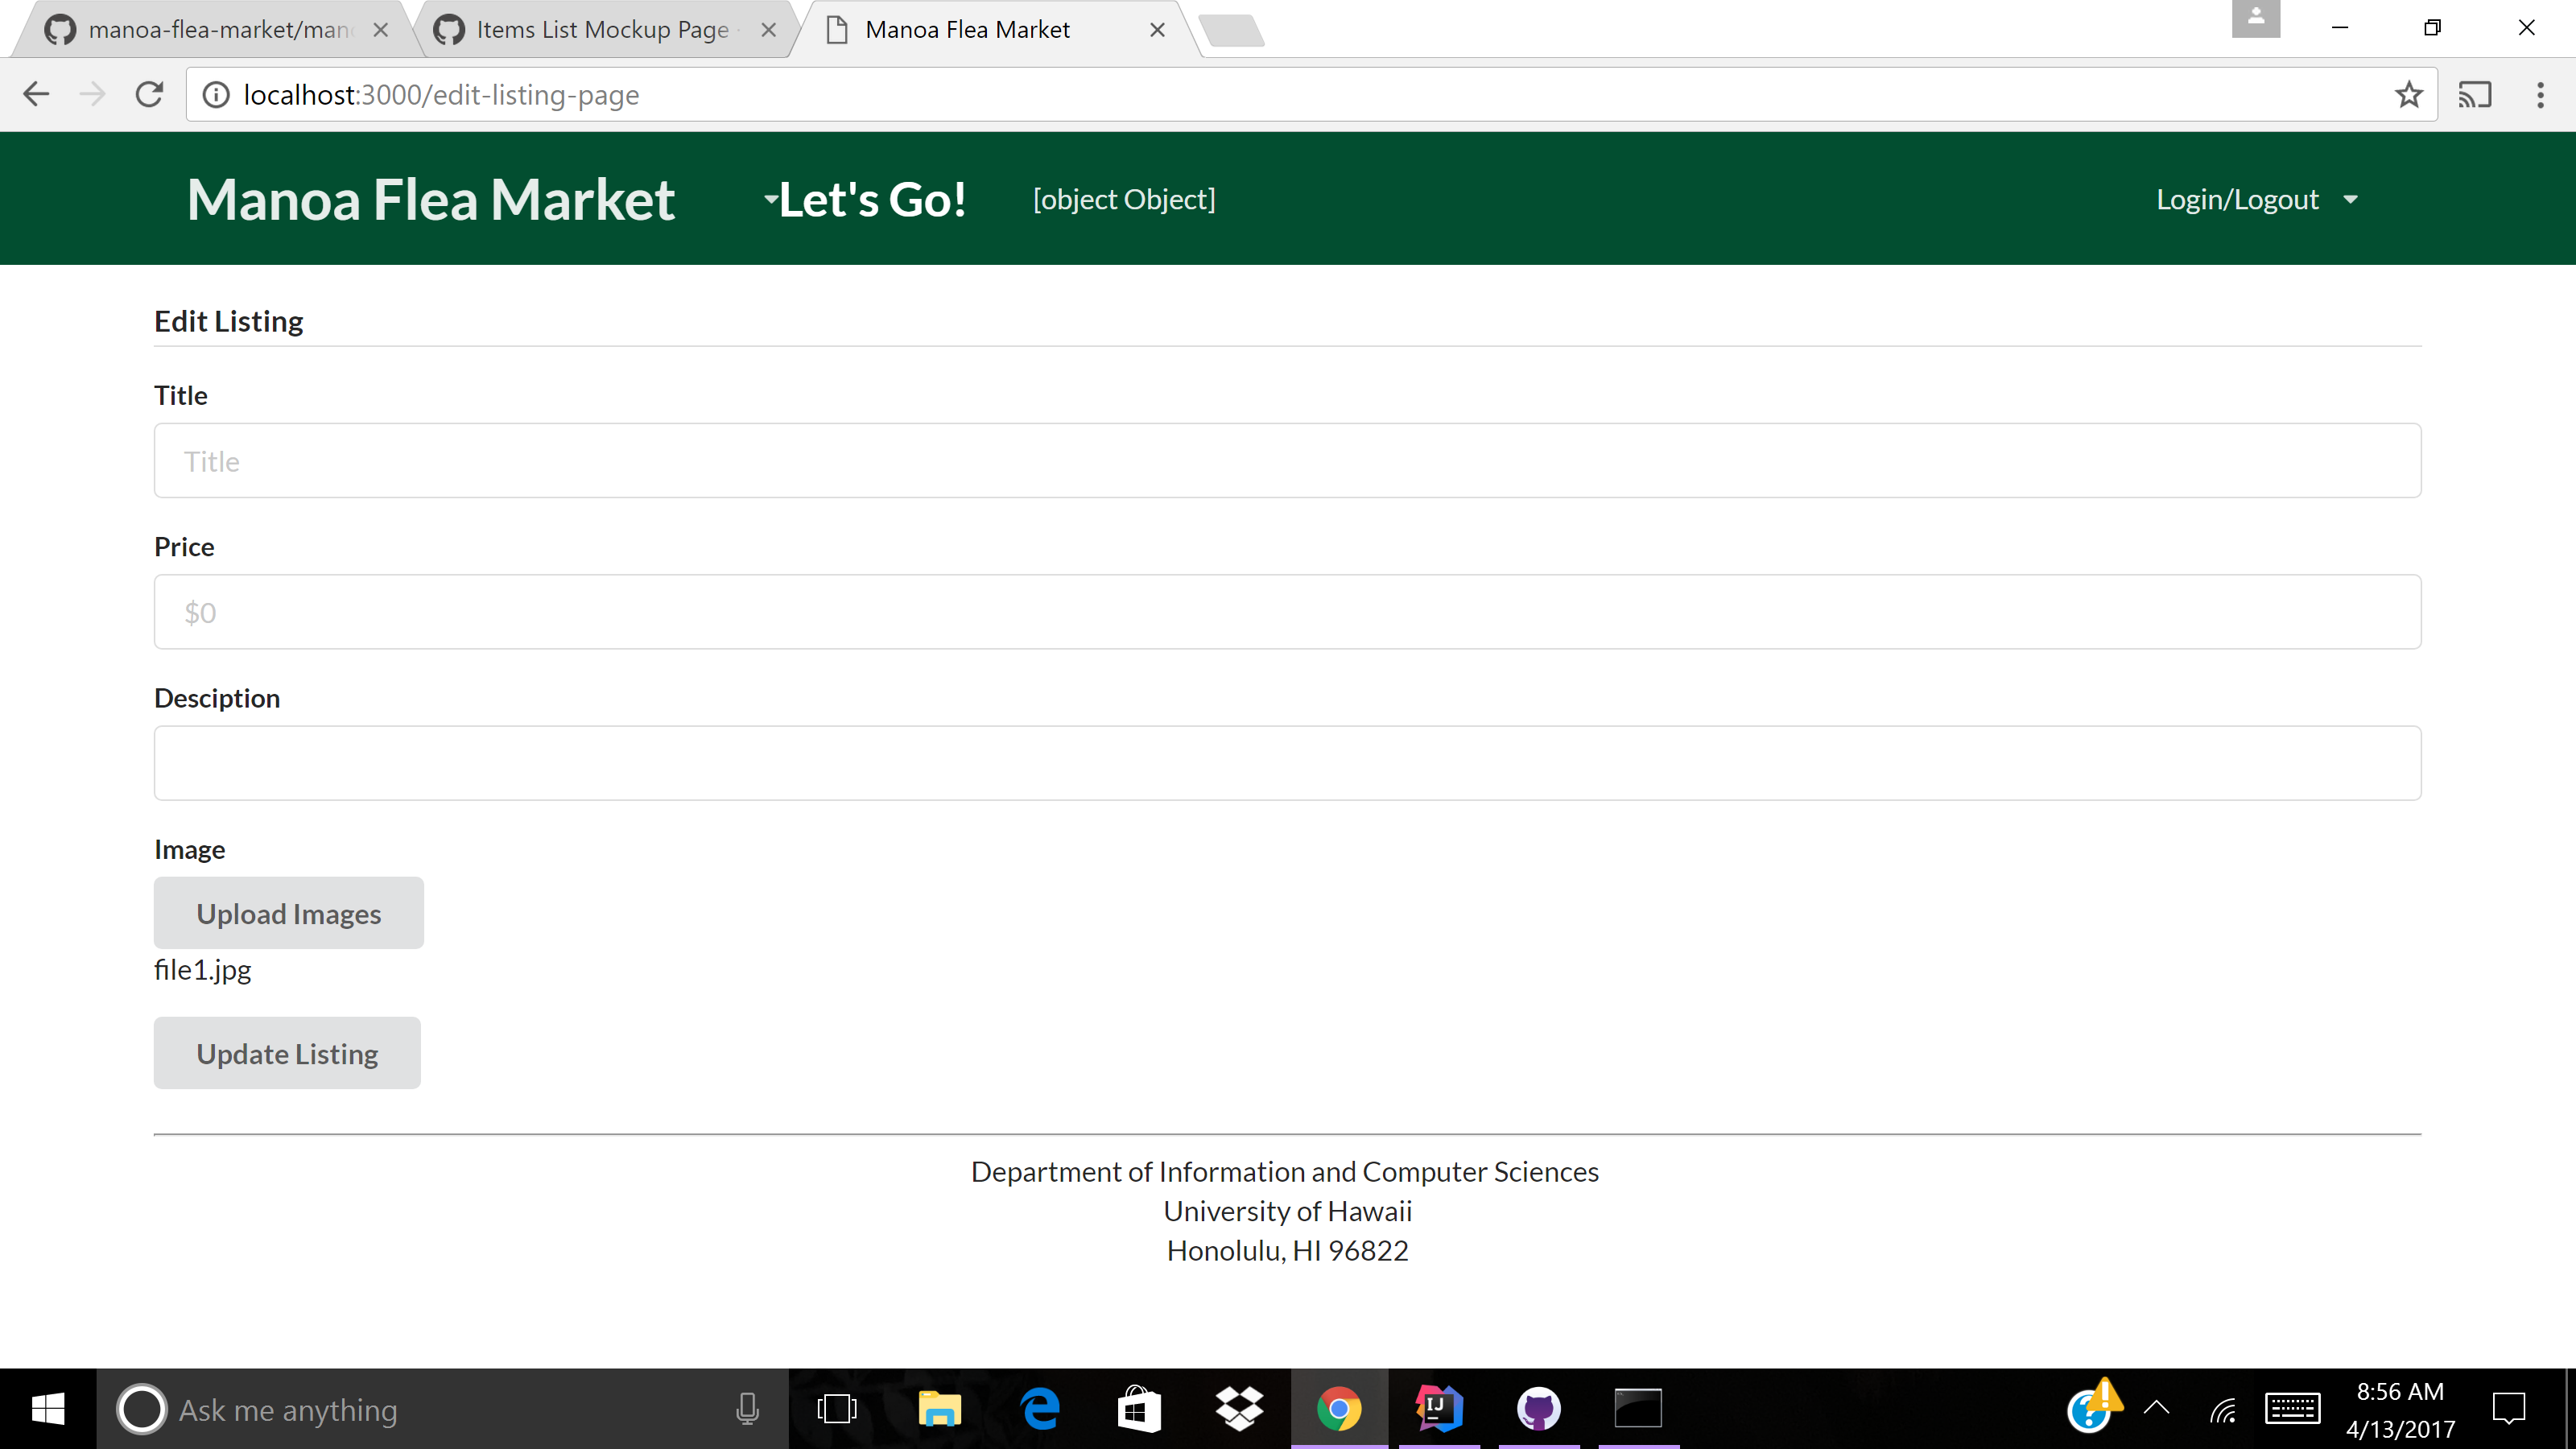 manoa-flea-market/man
Items List Mockup Page
Manoa Flea Market
localhost:3000/edit-listing-page
Manoa Flea Market
Let's Go!
[object Object]
Login/Logout
Edit Listing
Title
Title
Price
$0
Desciption
Image
Upload Images
file1.jpg
Update Listing
Department of Information and Computer Sciences
University of Hawaii
Honolulu, HI 96822
Ask me anything
IJ
8:56 AM
4/13/2017